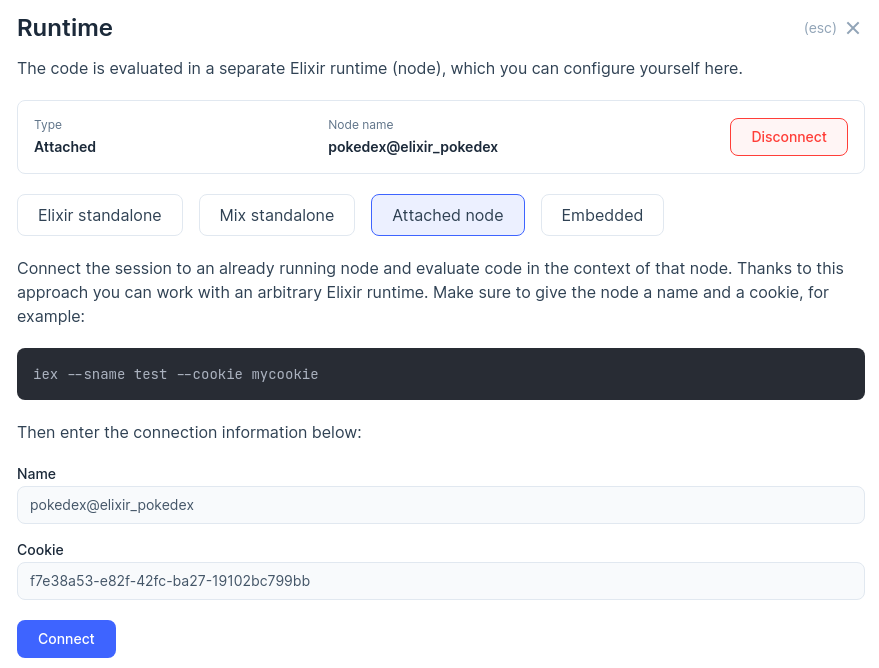 Runtime
(esc)
The code is evaluated in a separate Elixir runtime (node), which you can configure yourself here.
Type
Node name
Attached
pokedex@elixir_pokedex
Disconnect
Elixir standalone
Mix standalone
Attached node
Embedded
Connect the session to an already running node and evaluate code in the context of that node. Thanks to this
approach you can work with an arbitrary Elixir runtime. Make sure to give the node a name and a cookie, for
example:
iex --sname test --cookie mycookie
Then enter the connection information below:
Name
pokedex@elixir_pokedex
Cookie
f7e38a53-e82f-42fc-ba27-19102bc799bb
Connect